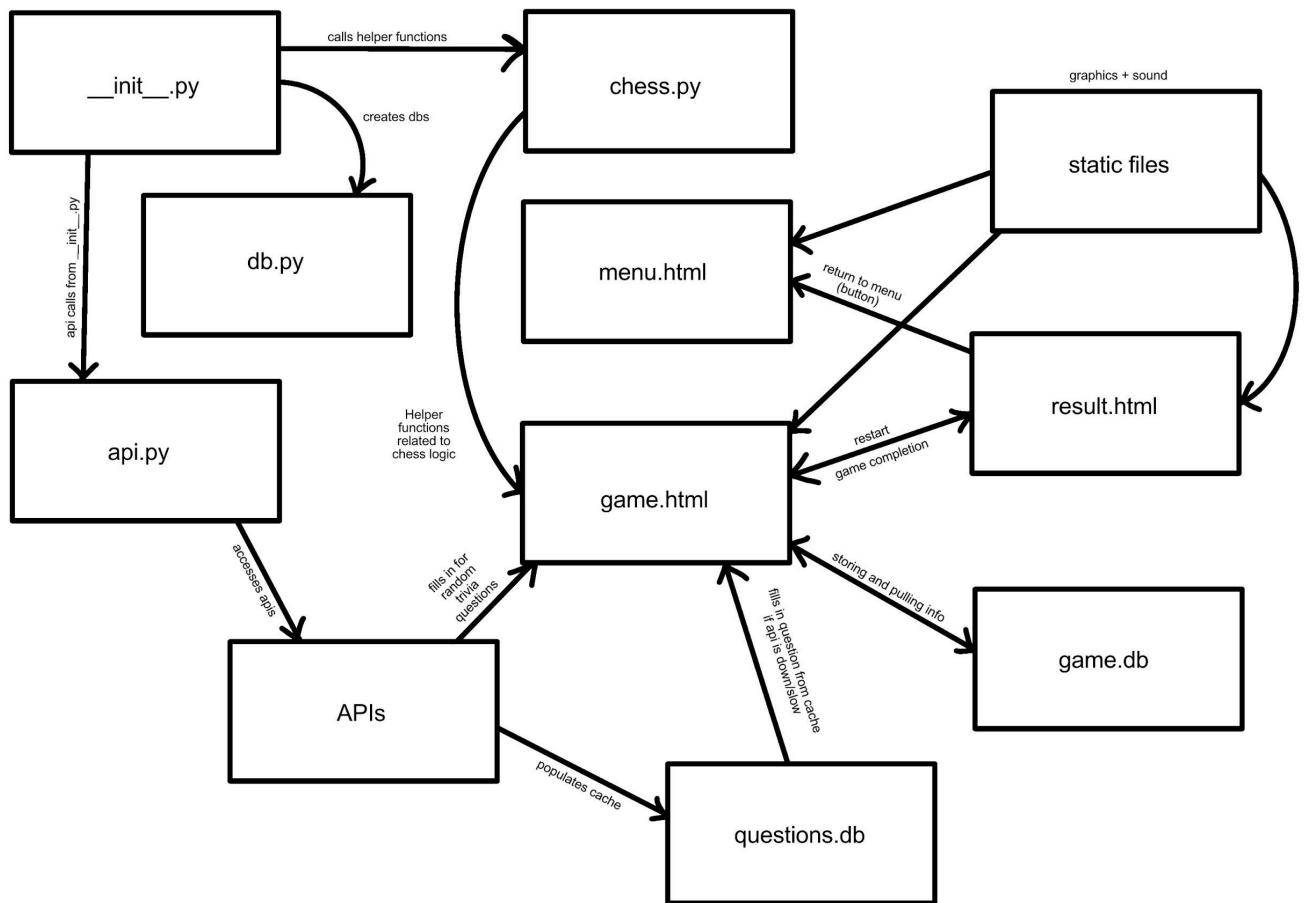 calls helper functions
__init__.py
chess.py
graphics + sound
creates dbs
static files
api calls from __init__.py
db.py
menu.html
return to menu
(button)
result.html
api.py
Helper
functions
related to
chess logic
restart
game completion
game.html
accesses apis
fills in for
random
trivia
questions
fills in question from cache
if api is down/slow
storing and pulling info
game.db
APIs
populates cache
questions.db